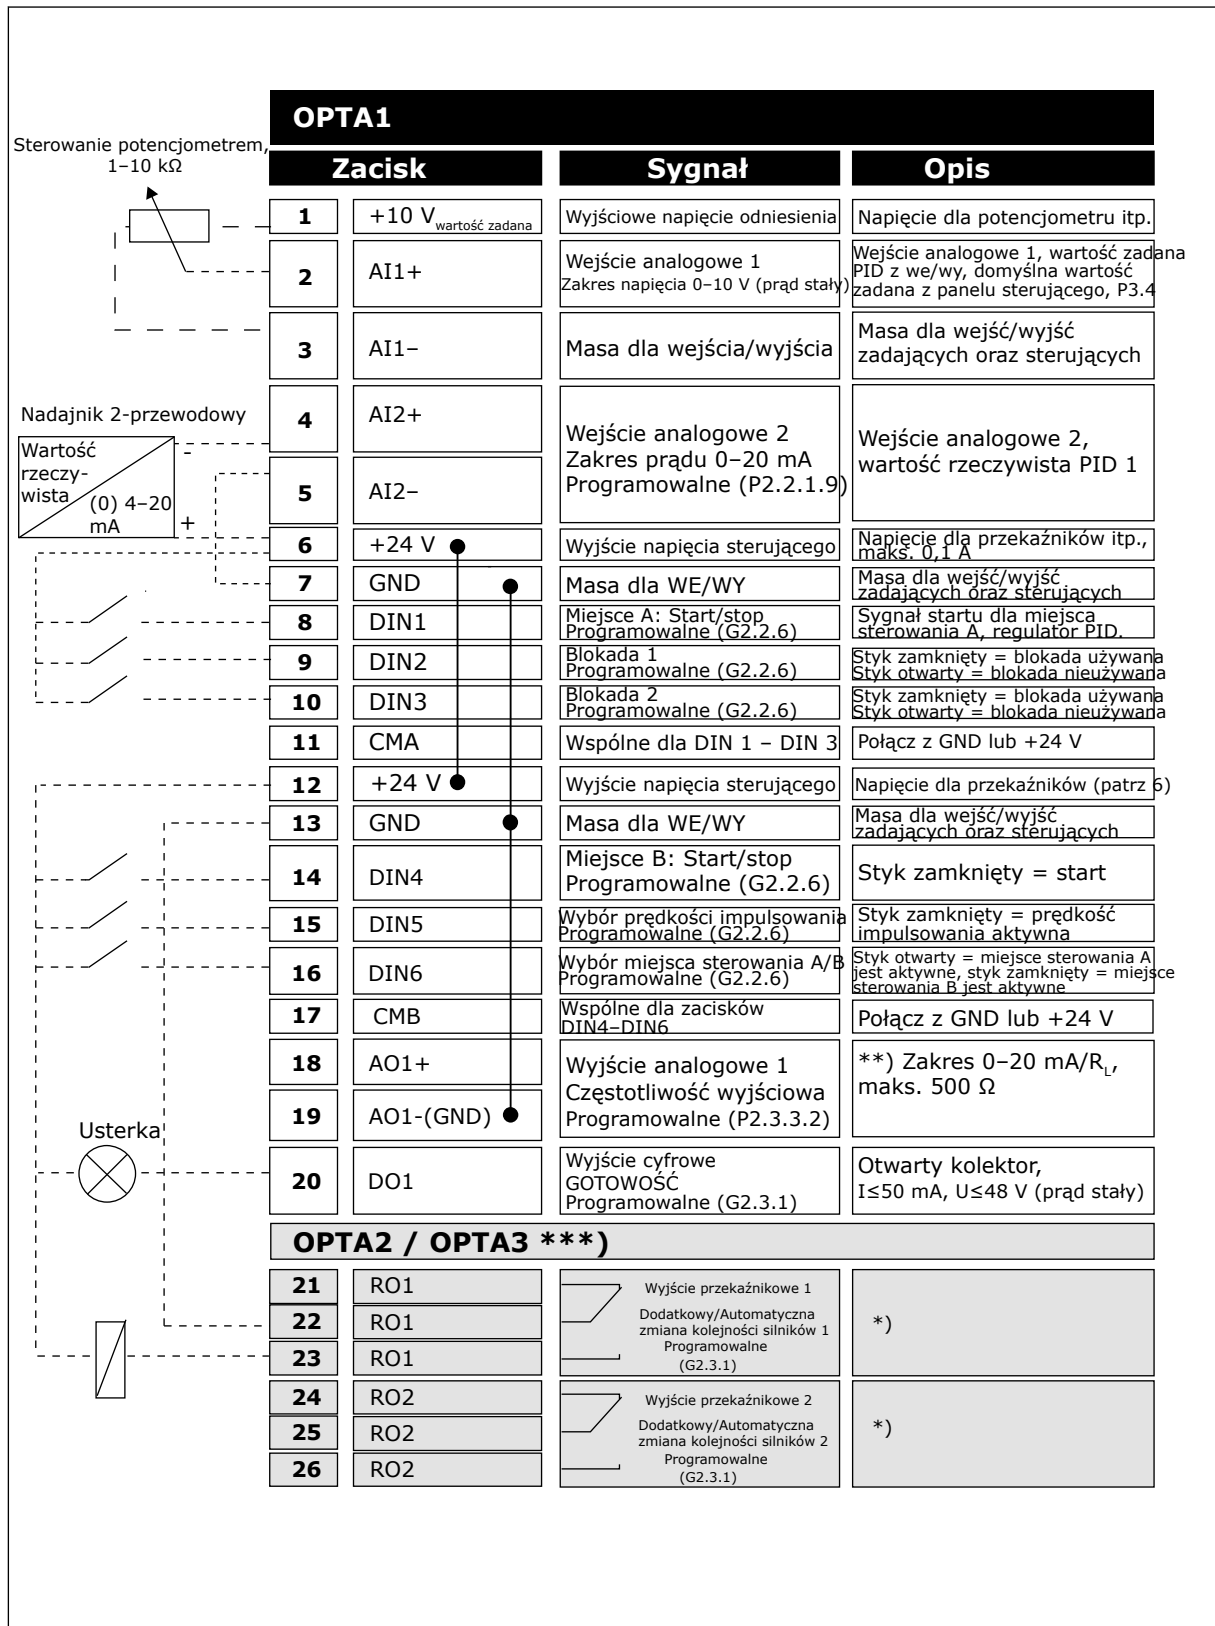 OPTA1
Sterowanie potencjometrem,
1–10 kΩ
Zacisk
Sygnał
Opis
1
+10 V wartość zadana
Wyjściowe napięcie odniesienia
Napięcie dla potencjometru itp.
2
AI1+
Wejście analogowe 1
Zakres napięcia 0–10 V (prąd stały)
Wejście analogowe 1, wartość zadana
PID z we/wy, domyślna wartość
zadana z panelu sterującego, P3.4
3
AI1–
Masa dla wejścia/wyjścia
Masa dla wejść/wyjść
zadających oraz sterujących
Nadajnik 2-przewodowy
Wartość
rzeczy-
wista
(0) 4–20
mA
-
+
4
AI2+
5
AI2–
Wejście analogowe 2
Zakres prądu 0–20 mA
Programowalne (P2.2.1.9)
Wejście analogowe 2,
wartość rzeczywista PID 1
6
+24 V
Wyjście napięcia sterującego
Napięcie dla przekaźników itp.,
maks. 0,1 A
7
GND
Masa dla WE/WY
Masa dla wejść/wyjść
zadających oraz sterujących
8
DIN1
Miejsce A: Start/stop
Programowalne (G2.2.6)
Sygnał startu dla miejsca
sterowania A, regulator PID.
9
DIN2
Blokada 1
Programowalne (G2.2.6)
Styk zamknięty = blokada używana
Styk otwarty = blokada nieużywana
10
DIN3
Blokada 2
Programowalne (G2.2.6)
Styk zamknięty = blokada używana
Styk otwarty = blokada nieużywana
11
CMA
Wspólne dla DIN 1 – DIN 3
Połącz z GND lub +24 V
12
+24 V
Wyjście napięcia sterującego
Napięcie dla przekaźników (patrz 6)
13
GND
Masa dla WE/WY
Masa dla wejść/wyjść
zadających oraz sterujących
14
DIN4
Miejsce B: Start/stop
Programowalne (G2.2.6)
Styk zamknięty = start
15
DIN5
Wybór prędkości impulsowania
Programowalne (G2.2.6)
Styk zamknięty = prędkość
impulsowania aktywna
16
DIN6
Wybór miejsca sterowania A/B
Programowalne (G2.2.6)
Styk otwarty = miejsce sterowania A
jest aktywne, styk zamknięty = miejsce
sterowania B jest aktywne
17
CMB
Wspólne dla zacisków
DIN4–DIN6
Połącz z GND lub +24 V
18
AO1+
19
AO1-(GND)
Wyjście analogowe 1
Częstotliwość wyjściowa
Programowalne (P2.3.3.2)
**) Zakres 0–20 mA/RL,
maks. 500 Ω
Usterka
20
DO1
Wyjście cyfrowe
GOTOWOŚĆ
Programowalne (G2.3.1)
Otwarty kolektor,
I≤50 mA, U≤48 V (prąd stały)
OPTA2 / OPTA3 ***)
21
RO1
22
RO1
23
RO1
Wyjście przekaźnikowe 1
Dodatkowy/Automatyczna
zmiana kolejności silników 1
Programowalne
(G2.3.1)
*)
24
RO2
25
RO2
26
RO2
Wyjście przekaźnikowe 2
Dodatkowy/Automatyczna
zmiana kolejności silników 2
Programowalne
(G2.3.1)
*)